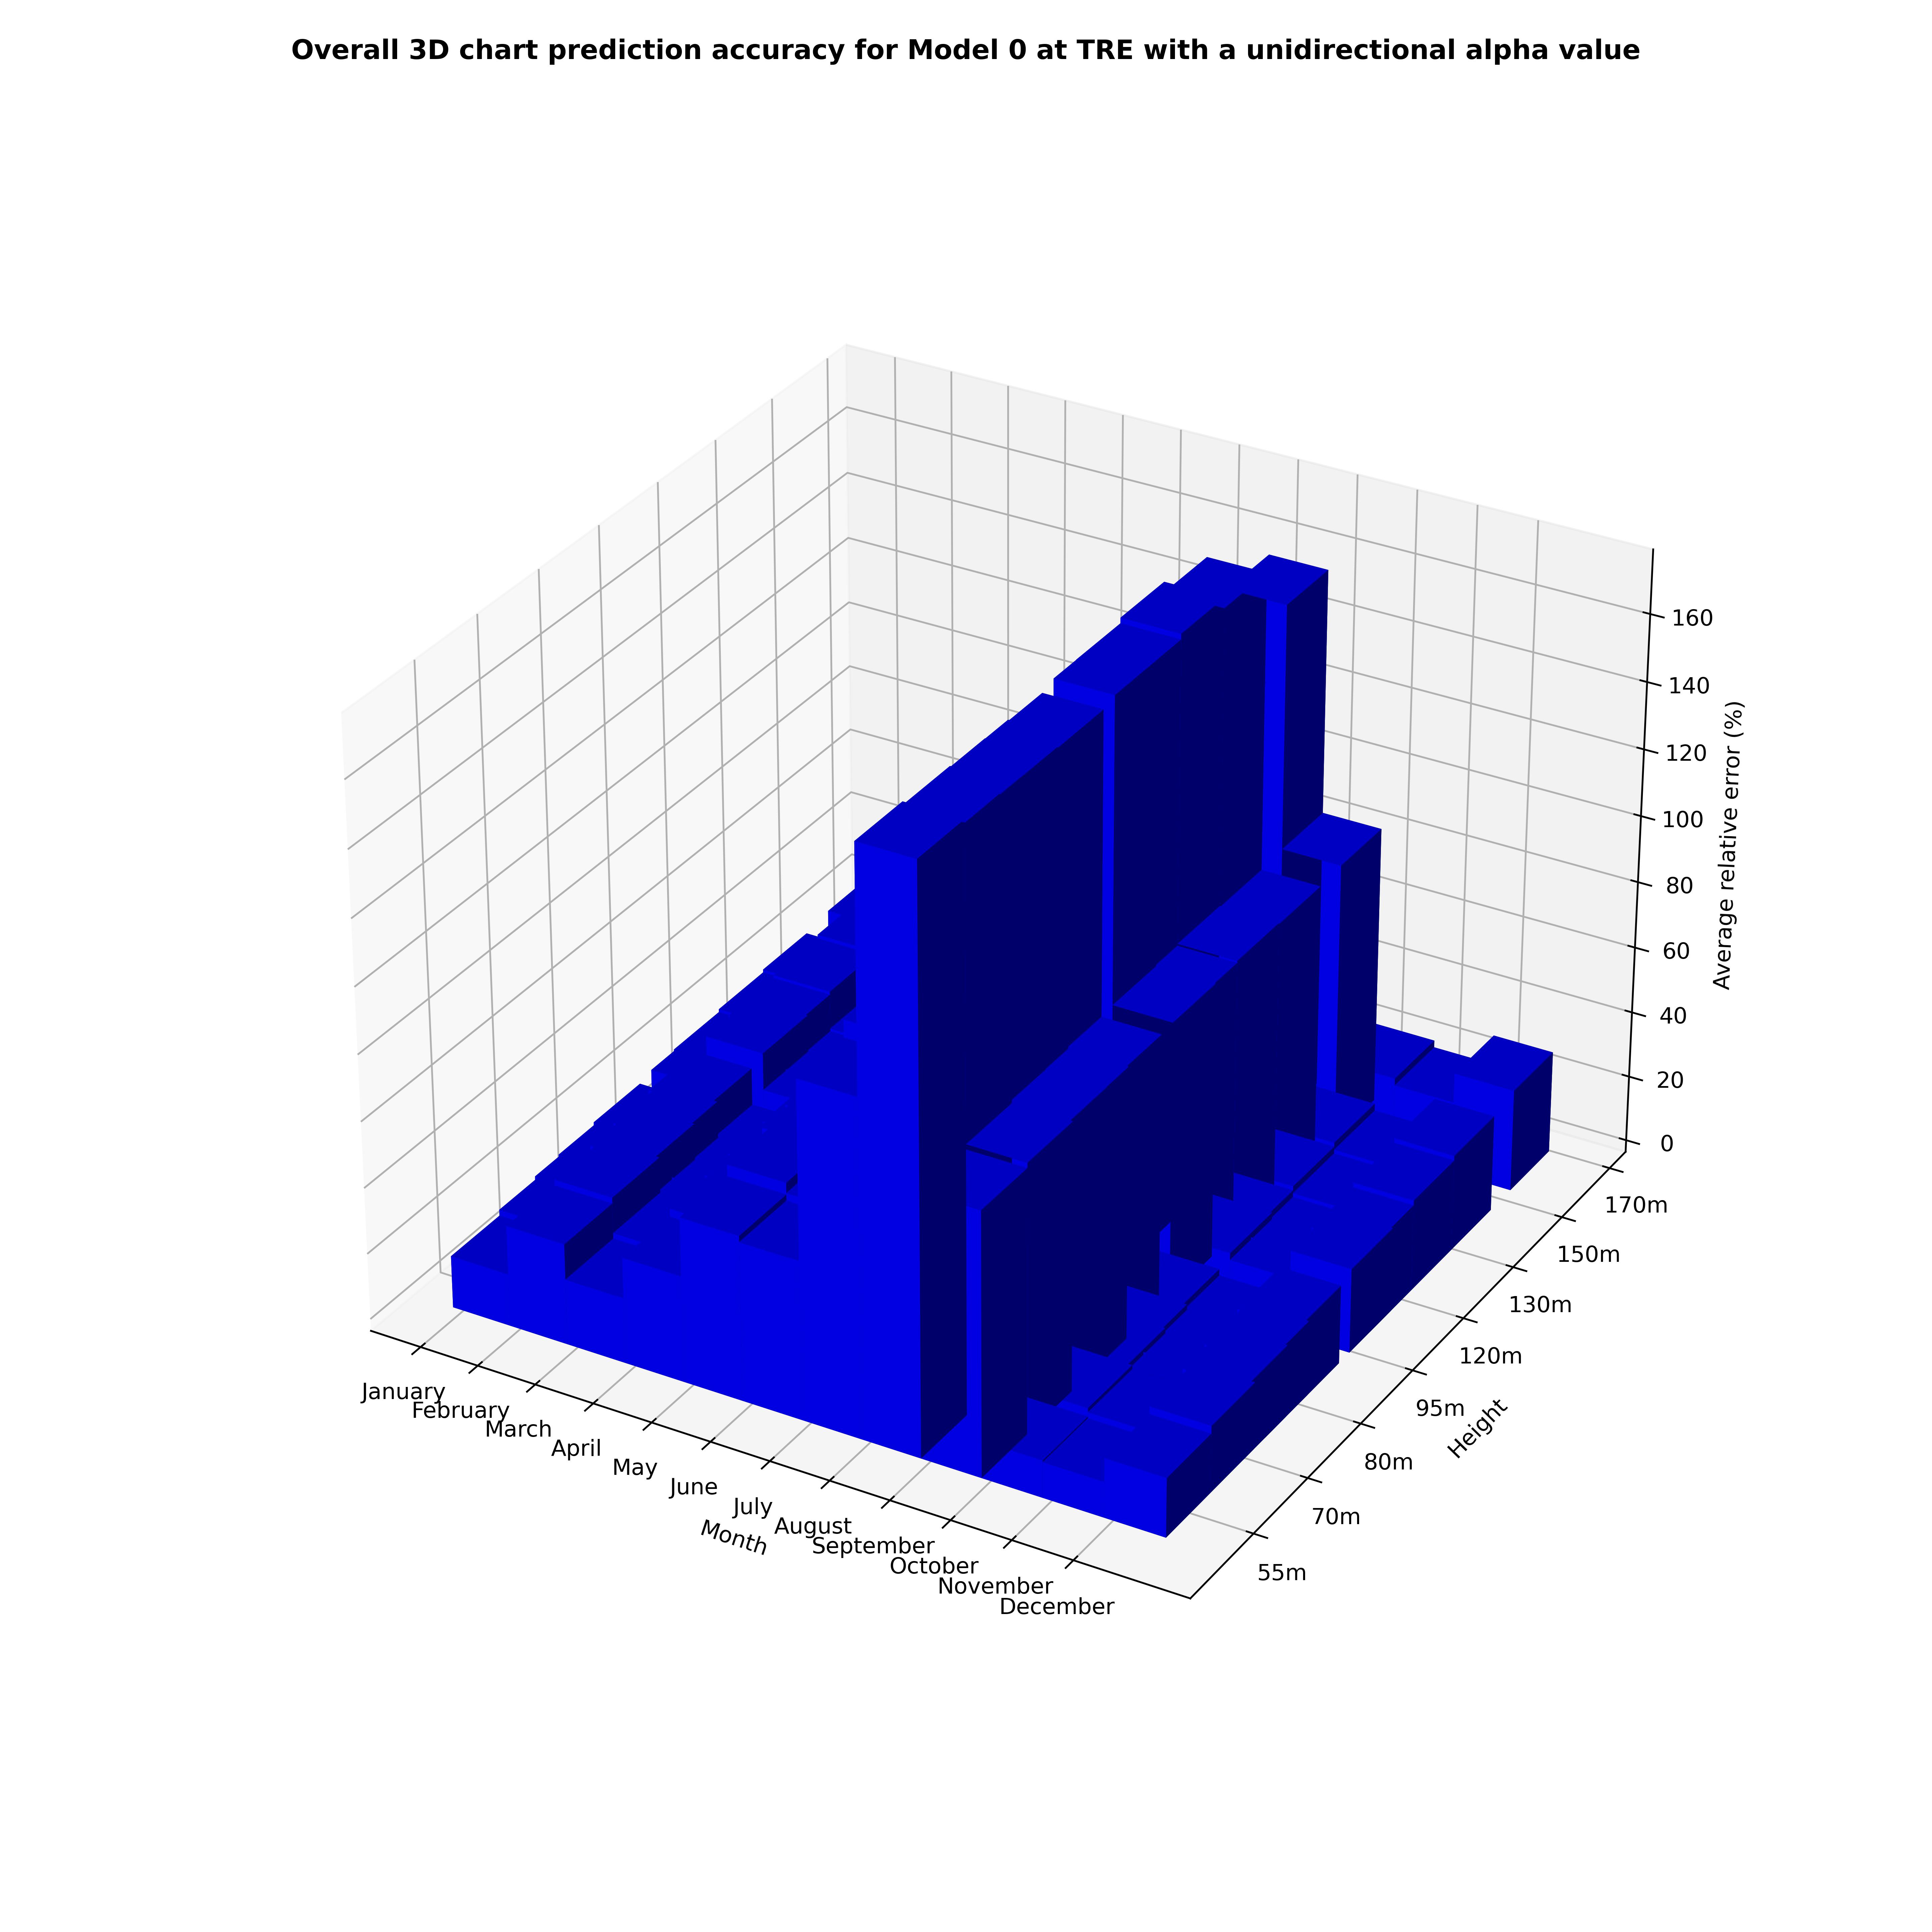 Overall 3D chart prediction accuracy for Model 0 at TRE with a unidirectional alpha value
160
140
120
100
80
60
40
20
0
Average relative error (%)
170m
150m
130m
120m
95m
80m
70m
55m
Height
January
February
March
April
May
June
July
August
September
October
November
December
Month